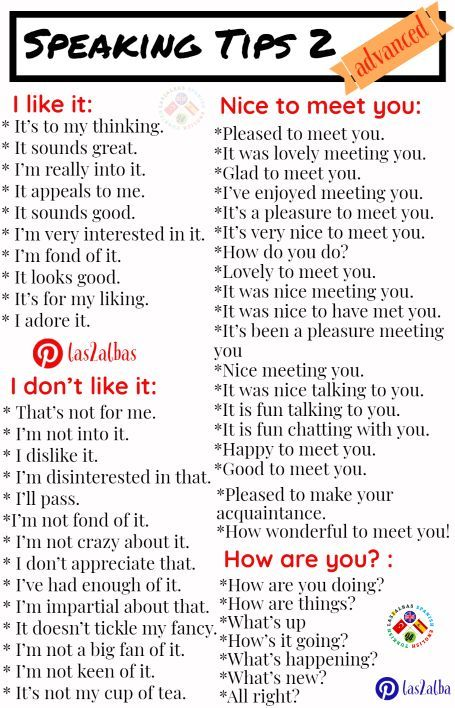 SPEAKING TIPS 2
advanced
I like it:
* It's to my thinking.
* It sounds great.
* I'm really into it.
* It appeals to me.
* It sounds good.
* I'm very interested in it.
* I'm fond of it.
* It looks good.
* It's for my liking.
* I adore it.
las2albas
I don't like it:
* That's not for me.
* I'm not into it.
* I dislike it.
* I'm disinterested in that.
* I'll pass.
*I'm not fond of it.
* I'm not crazy about it.
* I don't appreciate that.
* I've had enough of it.
* I'm impartial about that.
* It doesn't tickle my fancy.
* I'm not a big fan of it.
* I'm not keen of it.
* It's not my cup of tea.
Nice to meet you:
*Pleased to meet you.
*It was lovely meeting you.
*Glad to meet you.
*I've enjoyed meeting you.
*It's a pleasure to meet you.
*It's very nice to meet you.
*How do you do?
*Lovely to meet you.
*It was nice meeting you.
*It was nice to have met you.
*It's been a pleasure meeting
you
*Nice meeting you.
*It was nice talking to you.
*It is fun talking to you.
*It is fun chatting with you.
*Happy to meet you.
*Good to meet you.
*Pleased to make your
acquaintance.
*How wonderful to meet you!
How are you? :
*How are you doing?
*How are things?
*What's up
*How's it going?
*What's happening?
*What's new?
*All right?
LAS2ALBAS SPANISH ENGLISH TURKISH
las2alba